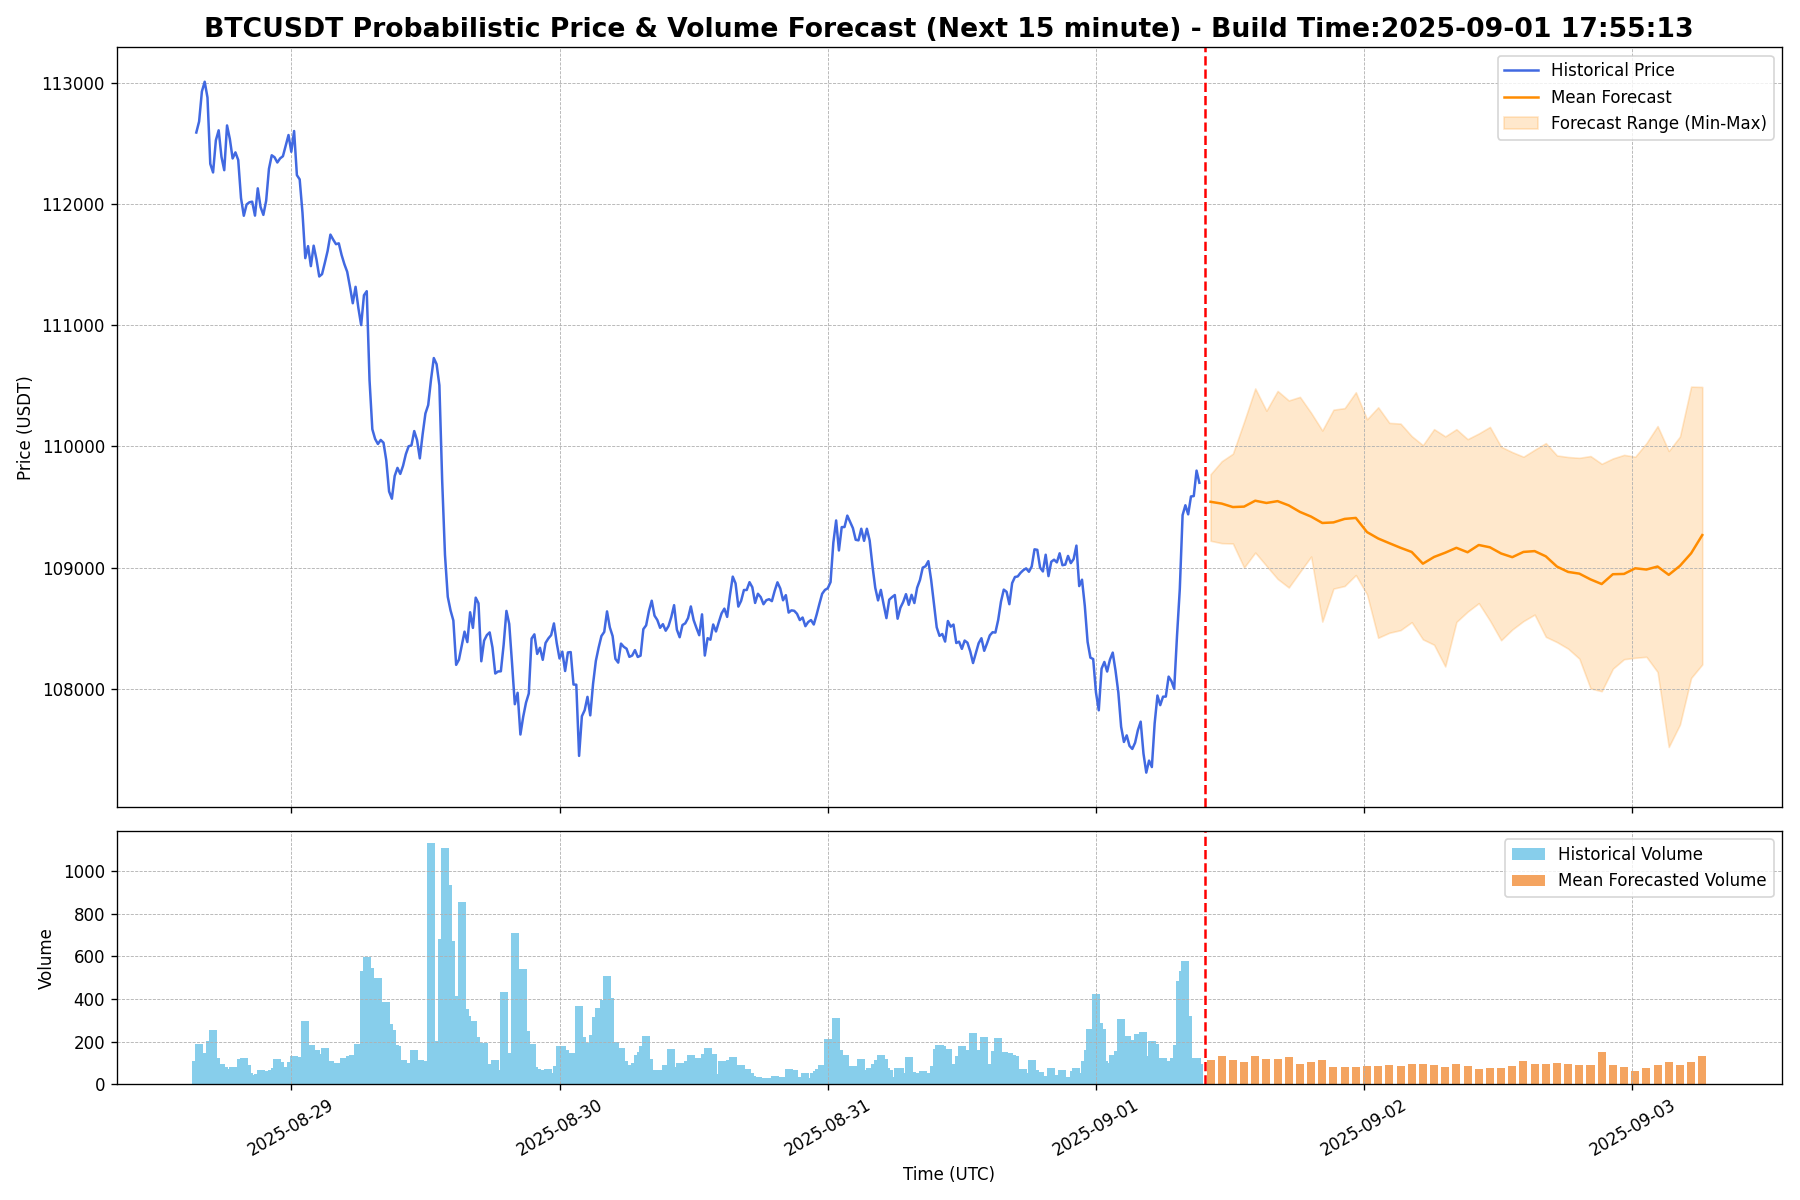 BTCUSDT Probabilistic Price & Volume Forecast (Next 15 minute) - Build Time:2025-09-01 17:55:13
Historical Price
Mean Forecast
Forecast Range (Min-Max)
113000
112000
111000
110000
109000
108000
Price (USDT)
Historical Volume
Mean Forecasted Volume
1000
800
600
400
200
0
Volume
2025-08-29
2025-08-30
2025-08-31
2025-09-01
2025-09-02
2025-09-03
Time (UTC)